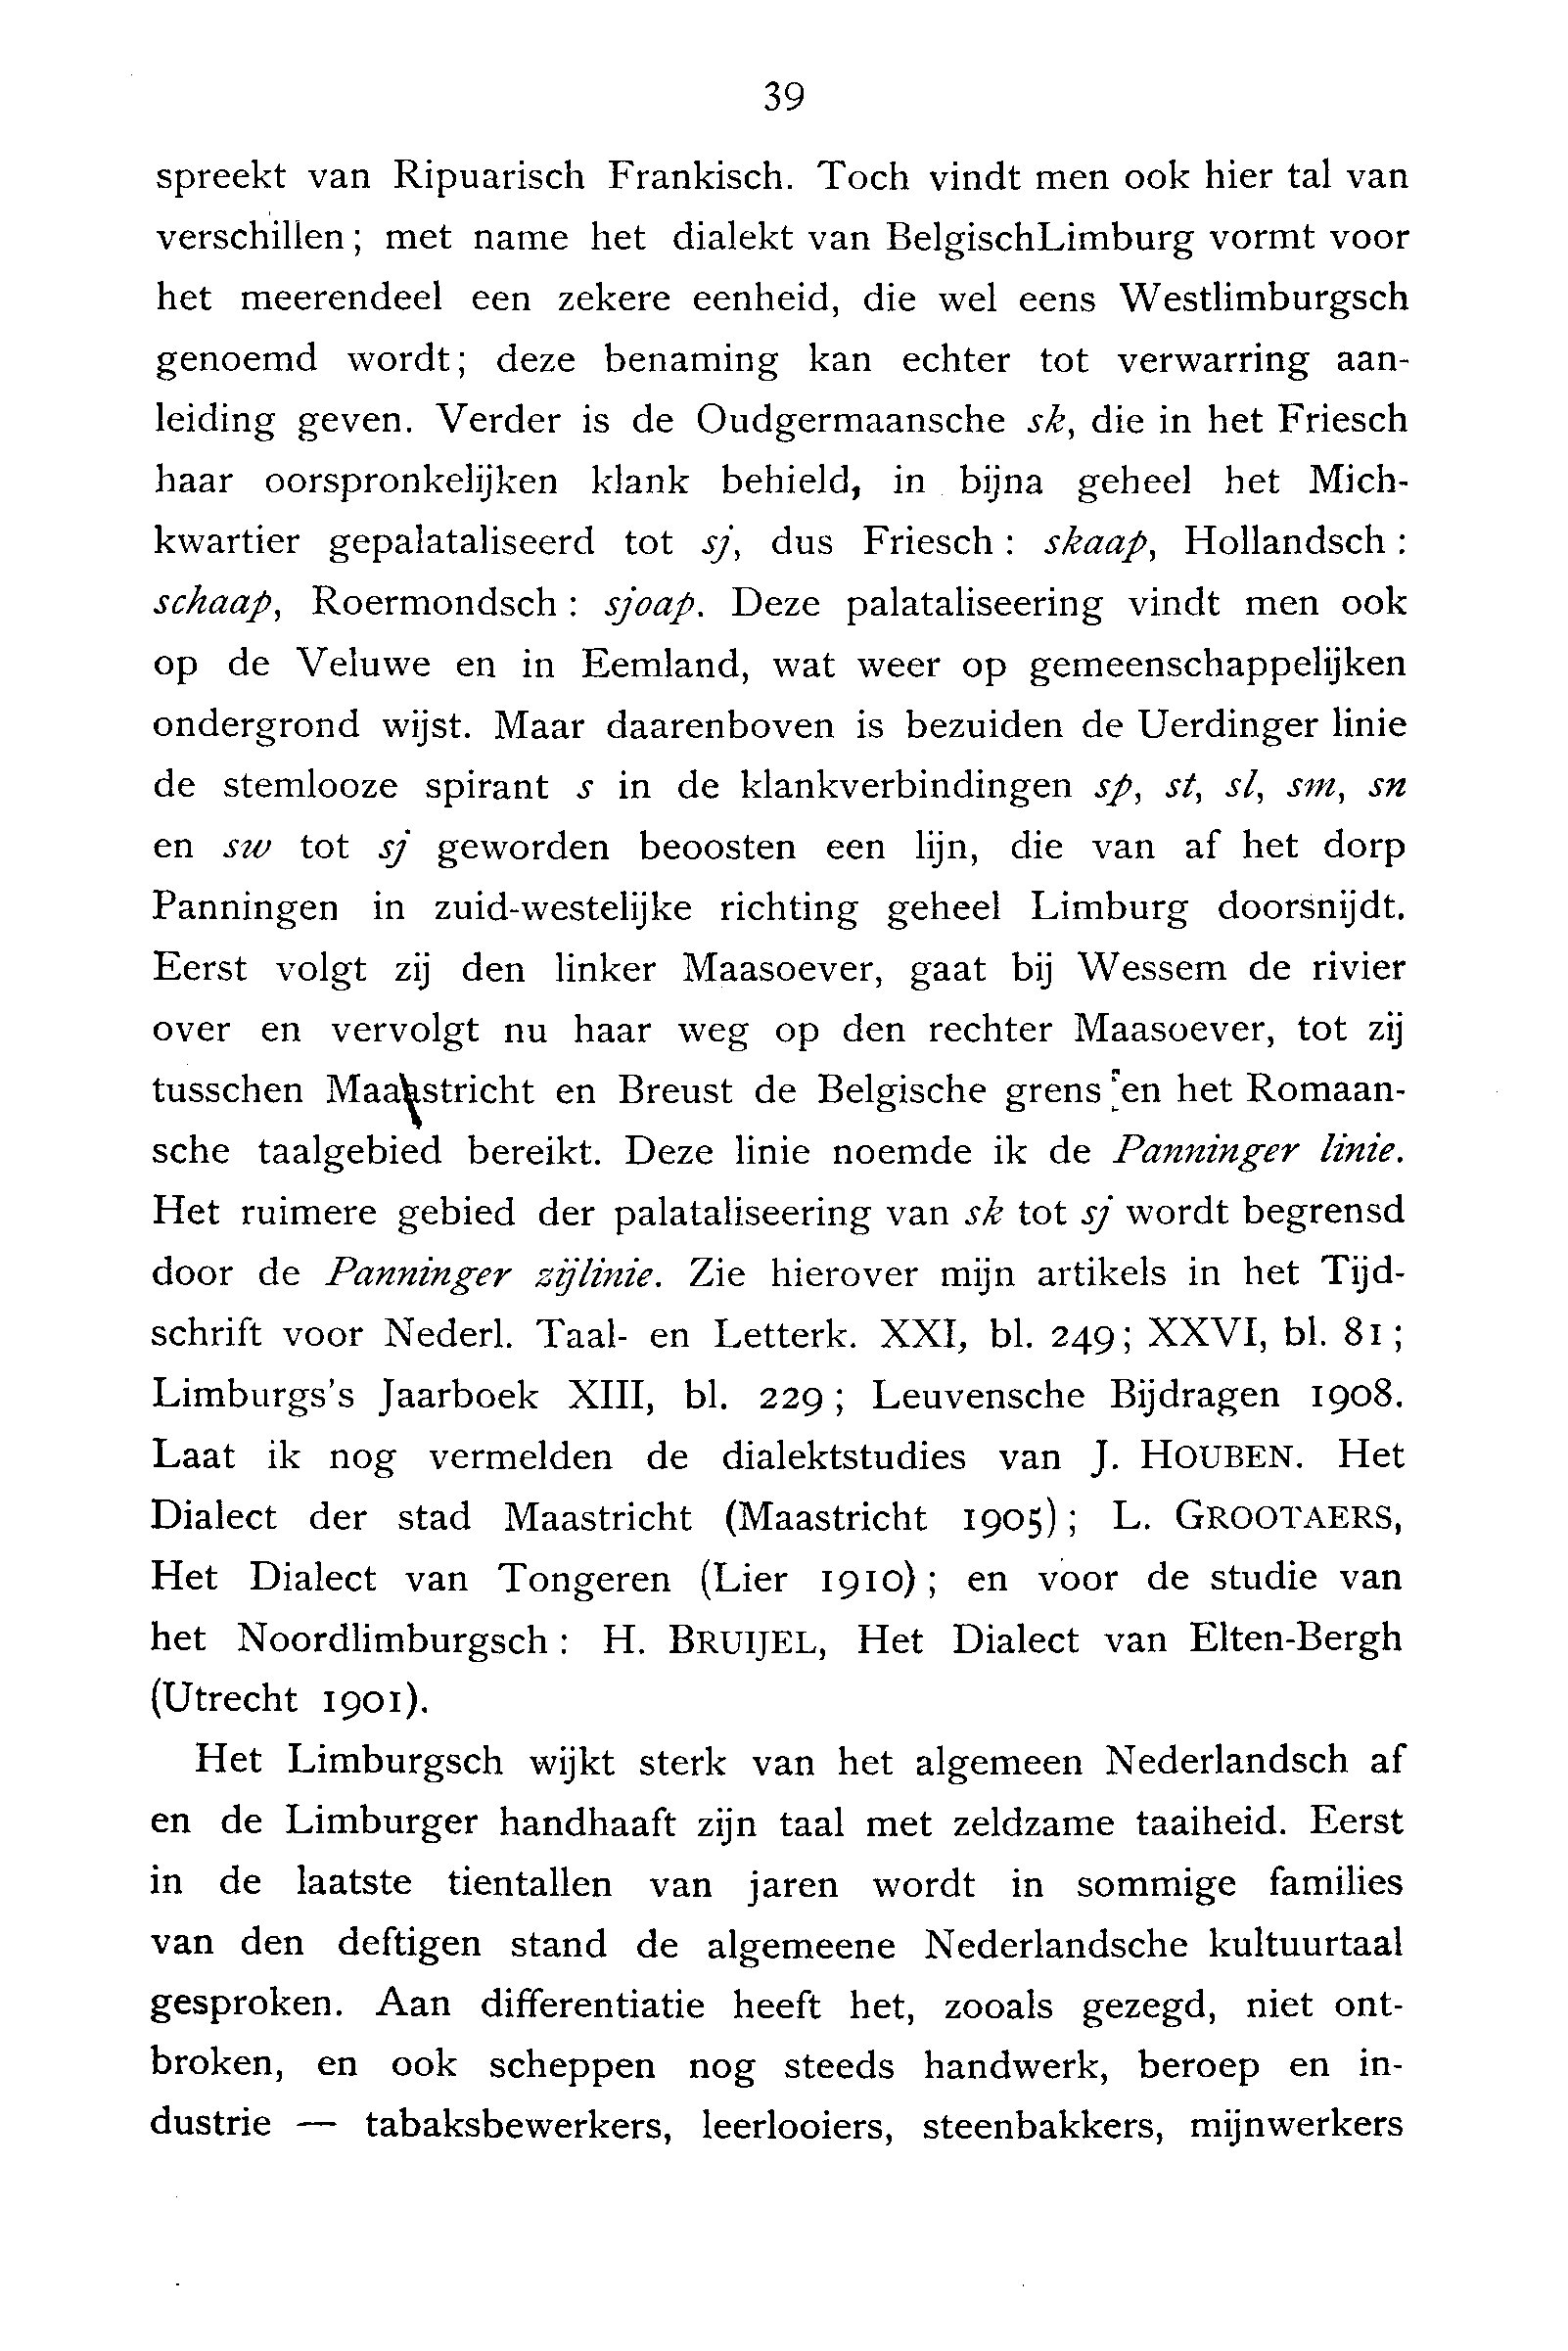 39
spreekt van Ripuarisch Frankisch. Toch vindt men ook hier tal van
verschillen; met name het dialekt van BelgischLimburg vormt voor
het meerendeel een zekere eenheid, die wel eens Westlimburgsch
genoemd wordt; deze benaming kan echter tot verwarring aan-
leiding geven. Verder is de Oudgermaansche sk, die in het Friesch
haar oorspronkelijken klank behield, in bijna geheel het Mich-
kwartier gepalataliseerd tot sj, dus Friesch: skaap, Hollandsch:
schaap, Roermondsch: sjoap. Deze palataliseering vindt men ook
op de Veluwe en in Eemland, wat weer op gemeenschappelijken
ondergrond wijst. Maar daarenboven is bezuiden de Uerdinger linie
de stemlooze spirant s in de klankverbindingen sp, st, sl, sm, sn
en sw tot sj geworden beoosten een lijn, die van af het dorp
Panningen in zuid-westelijke richting geheel Limburg doorsnijdt.
Eerst volgt zij den linker Maasoever, gaat bij Wessem de rivier
over en vervolgt nu haar weg op den rechter Maasoever, tot zij
tusschen Maastricht en Breust de Belgische grens en het Romaan-
sche taalgebied bereikt. Deze linie noemde ik de Panninger linie.
Het ruimere gebied der palataliseering van sk tot sj wordt begrensd
door de Panninger zijlinie. Zie hierover mijn artikels in het Tijd-
schrift voor Nederl. Taal- en Letterk. XXI, bl. 249; XXVI, bl. 81;
Limburgs's Jaarboek XIII, bl. 229; Leuvensche Bijdragen 1908.
Laat ik nog vermelden de dialektstudies van J. HOUBEN. Het
Dialect der stad Maastricht (Maastricht 1905); L. GROOTAERS,
Het Dialect van Tongeren (Lier 1910); en voor de studie van
het Noordlimburgsch: H. BRUIJEL, Het Dialect van Elten-Bergh
(Utrecht 1901).
Het Limburgsch wijkt sterk van het algemeen Nederlandsch af
en de Limburger handhaaft zijn taal met zeldzame taaiheid. Eerst
in de laatste tientallen van jaren wordt in sommige families
van den deftigen stand de algemeene Nederlandsche kultuurtaal
gesproken. Aan differentiatie heeft het, zooals gezegd, niet ont-
broken, en ook scheppen nog steeds handwerk, beroep en in-
dustrie — tabaksbewerkers, leerlooiers, steenbakkers, mijnwerkers